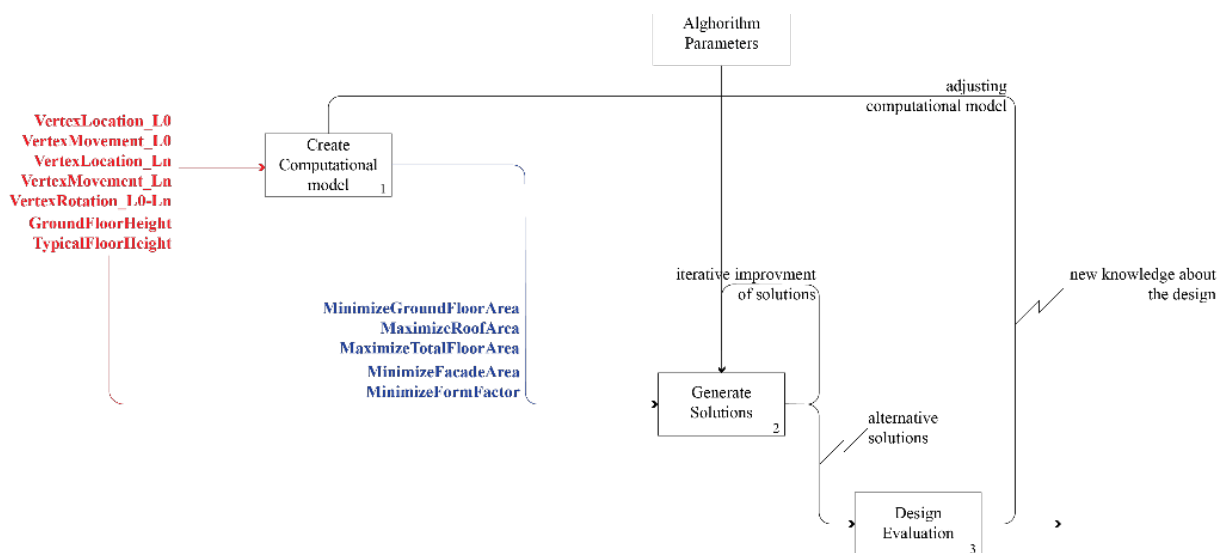 Alghorithm
Parameters
adjusting
computational model
VertexLocation_L0
VertexMovement_L0
VertexLocation_Ln
VertexMovement_Ln
VertexRotation_L0-Ln
GroundFloorHeight
TypicalFloorHeight
Create
Computational
model
1
iterative improvment
of solutions
new knowledge about
the design
MinimizeGroundFloorArea
MaximizeRoofArea
MaximizeTotalFloorArea
MinimizeFacadeArea
MinimizeFormFactor
Generate
Solutions
2
alternative
solutions
Design
Evaluation
3